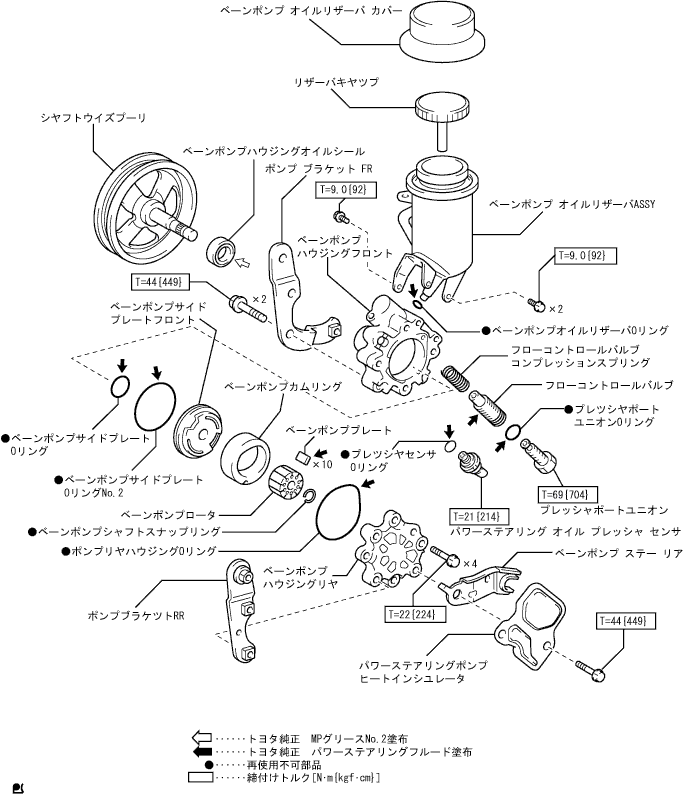 ベーンポンプ オイルリザーバ カバー
リザーバキヤツプ
シヤフトウイズプーリ
ベーンポンプハウジングオイルシール
ポンプ ブラケット FR
T=9.0{92}
ベーンポンプ オイルリザーバASSY
ベーンポンプ
ハウジングフロント
T=9.0{92}
×2
T=44{449}
×2
ベーンポンプサイド
プレートフロント
●ベーンポンプオイルリザーバOリング
フローコントロールバルブ
コンプレッションスプリング
フローコントロールバルブ
ベーンポンプカムリング
●プレッシヤポート
ユニオンOリング
ベーンポンププレート
×10
●ベーンポンプサイドプレート
Oリング
●プレッシヤセンサ
Oリング
●ベーンポンプサイドプレート
OリングNo.2
T=69{704}
プレッシャポートユニオン
ベーンポンプロータ
T=21{214}
●ベーンポンプシャフトスナップリング
パワーステアリング オイル プレッシャ センサ
●ポンプリヤハウジングOリング
ベーンポンプ ステー リア
×4
ベーンポンプ
ハウジングリヤ
ポンプブラケツトRR
T=22{224}
T=44{449}
パワーステアリングポンプ
ヒートインシュレータ
······トヨタ純正 MPグリースNo.2塗布
······トヨタ純正 パワーステアリングフルード塗布
●······再使用不可部品
······締付けトルク[N·m{kgf·cm}]